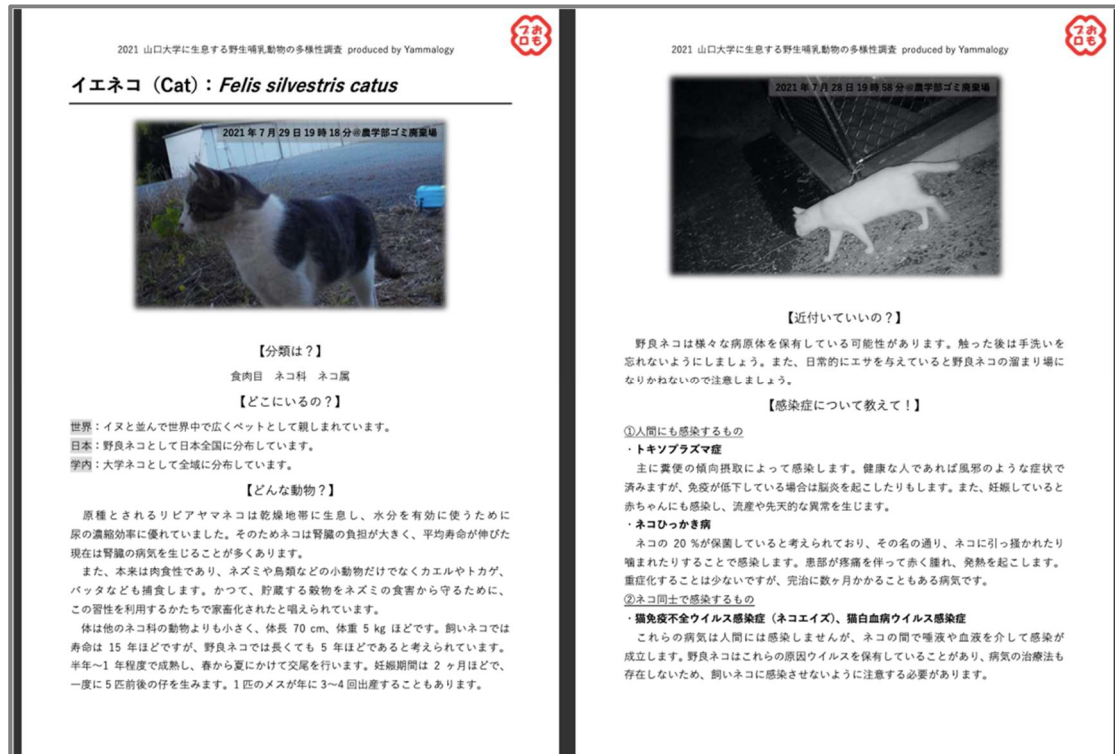 2021 山口大学に生息する野生哺乳動物の多様性調査 produced by Yammalogy
おもプロ
イエネコ（Cat）：Felis silvestris catus
2021 年 7 月 29 日 19 時 18 分@農学部ゴミ廃棄場
【分類は？】
食肉目　ネコ科　ネコ属
【どこにいるの？】
世界：イヌと並んで世界中で広くペットとして親しまれています。
日本：野良ネコとして日本全国に分布しています。
学内：大学ネコとして全域に分布しています。
【どんな動物？】
原種とされるリビアヤマネコは乾燥地帯に生息し、水分を有効に使うために
尿の濃縮効率に優れていました。そのためネコは腎臓の負担が大きく、平均寿命が伸びた
現在は腎臓の病気を生じることが多くあります。
また、本来は肉食性であり、ネズミや鳥類などの小動物だけでなくカエルやトカゲ、
バッタなども捕食します。かつて、貯蔵する穀物をネズミの食害から守るために、
この習性を利用するかたちで家畜化されたと唱えられています。
体は他のネコ科の動物よりも小さく、体長 70 cm、体重 5 kg ほどです。飼いネコでは
寿命は 15 年ほどですが、野良ネコでは長くても 5 年ほどであると考えられています。
半年～1 年程度で成熟し、春から夏にかけて交尾を行います。妊娠期間は 2 ヶ月ほどで、
一度に 5 匹前後の仔を生みます。1 匹のメスが年に 3～4 回出産することもあります。
2021 山口大学に生息する野生哺乳動物の多様性調査 produced by Yammalogy
おもプロ
2021 年 7 月 28 日 19 時 58 分@農学部ゴミ廃棄場
【近付いていいの？】
野良ネコは様々な病原体を保有している可能性があります。触った後は手洗いを
忘れないようにしましょう。また、日常的にエサを与えていると野良ネコの溜まり場に
なりかねないので注意しましょう。
【感染症について教えて！】
①人間にも感染するもの
・トキソプラズマ症
主に糞便の傾向摂取によって感染します。健康な人であれば風邪のような症状で
済みますが、免疫が低下している場合は脳炎を起こしたりもします。また、妊娠していると
赤ちゃんにも感染し、流産や先天的な異常を生じます。
・ネコひっかき病
ネコの 20 %が保菌していると考えられており、その名の通り、ネコに引っ掻かれたり
噛まれたりすることで感染します。患部が疼痛を伴って赤く腫れ、発熱を起こします。
重症化することは少ないですが、完治に数ヶ月かかることもある病気です。
②ネコ同士で感染するもの
・猫免疫不全ウイルス感染症（ネコエイズ）、猫白血病ウイルス感染症
これらの病気は人間には感染しませんが、ネコの間で唾液や血液を介して感染が
成立します。野良ネコはこれらの原因ウイルスを保有していることがあり、病気の治療法も
存在しないため、飼いネコに感染させないように注意する必要があります。